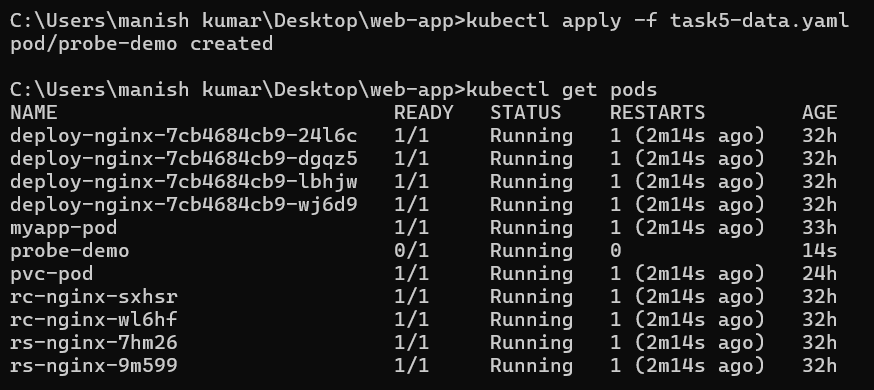 C:\Users\manish kumar\Desktop\web-app>kubectl apply -f task5-data.yaml
pod/probe-demo created
C:\Users\manish kumar\Desktop\web-app>kubectl get pods
NAME READY STATUS RESTARTS AGE
deploy-nginx-7cb4684cb9-24l6c 1/1 Running 1 (2m14s ago) 32h
deploy-nginx-7cb4684cb9-dgqz5 1/1 Running 1 (2m14s ago) 32h
deploy-nginx-7cb4684cb9-lbhjw 1/1 Running 1 (2m14s ago) 32h
deploy-nginx-7cb4684cb9-wj6d9 1/1 Running 1 (2m14s ago) 32h
myapp-pod 1/1 Running 1 (2m14s ago) 33h
probe-demo 0/1 Running 0 14s
pvc-pod 1/1 Running 1 (2m14s ago) 24h
rc-nginx-sxhsr 1/1 Running 1 (2m14s ago) 32h
rc-nginx-wl6hf 1/1 Running 1 (2m14s ago) 32h
rs-nginx-7hm26 1/1 Running 1 (2m14s ago) 32h
rs-nginx-9m599 1/1 Running 1 (2m14s ago) 32h